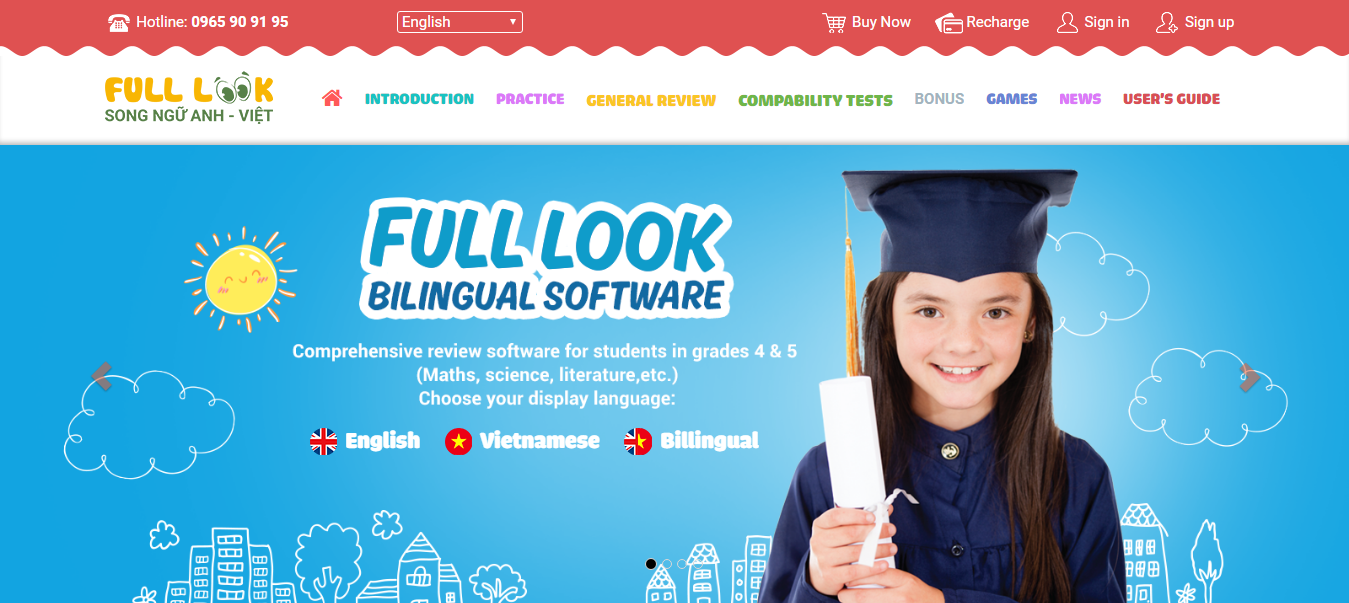 Hotline: 0965 90 91 95
English
Buy Now
Recharge
Sign in
Sign up
FULL LOOK
SONG NGỮ ANH - VIỆT
INTRODUCTION
PRACTICE
GENERAL REVIEW
COMPABILITY TESTS
BONUS
GAMES
NEWS
USER'S GUIDE
FULL LOOK
BILINGUAL SOFTWARE
Comprehensive review software for students in grades 4 & 5
(Maths, science, literature,etc.)
Choose your display language:
English
Vietnamese
Billingual